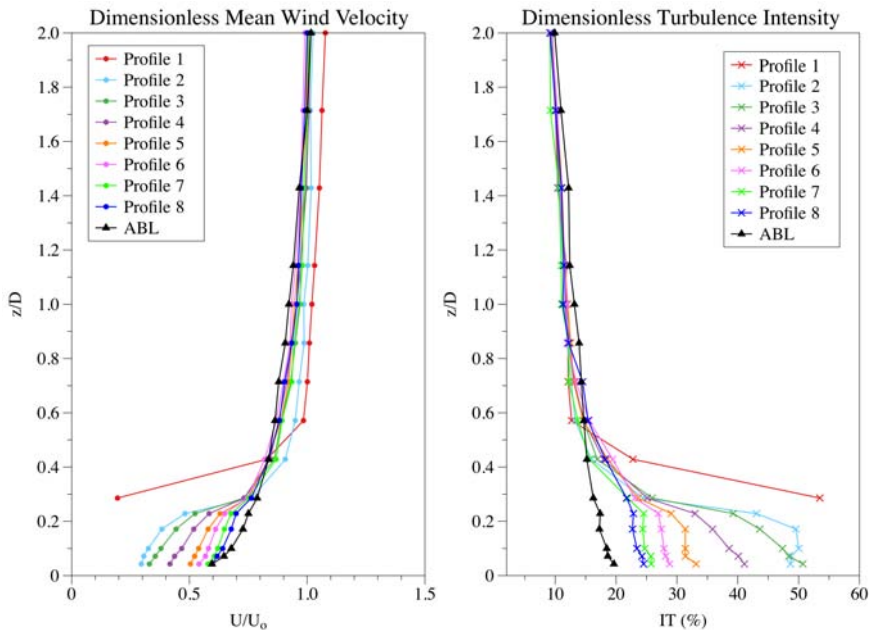 Dimensionless Mean Wind Velocity
2.0
1.8
1.6
1.4
1.2
1.0
0.8
0.6
0.4
0.2
0
z/D
Profile 1
Profile 2
Profile 3
Profile 4
Profile 5
Profile 6
Profile 7
Profile 8
ABL
0 0.5 1.0 1.5
U/Uo
Dimensionless Turbulence Intensity
2.0
1.8
1.6
1.4
1.2
1.0
0.8
0.6
0.4
0.2
0
z/D
Profile 1
Profile 2
Profile 3
Profile 4
Profile 5
Profile 6
Profile 7
Profile 8
ABL
10 20 30 40 50 60
IT (%)